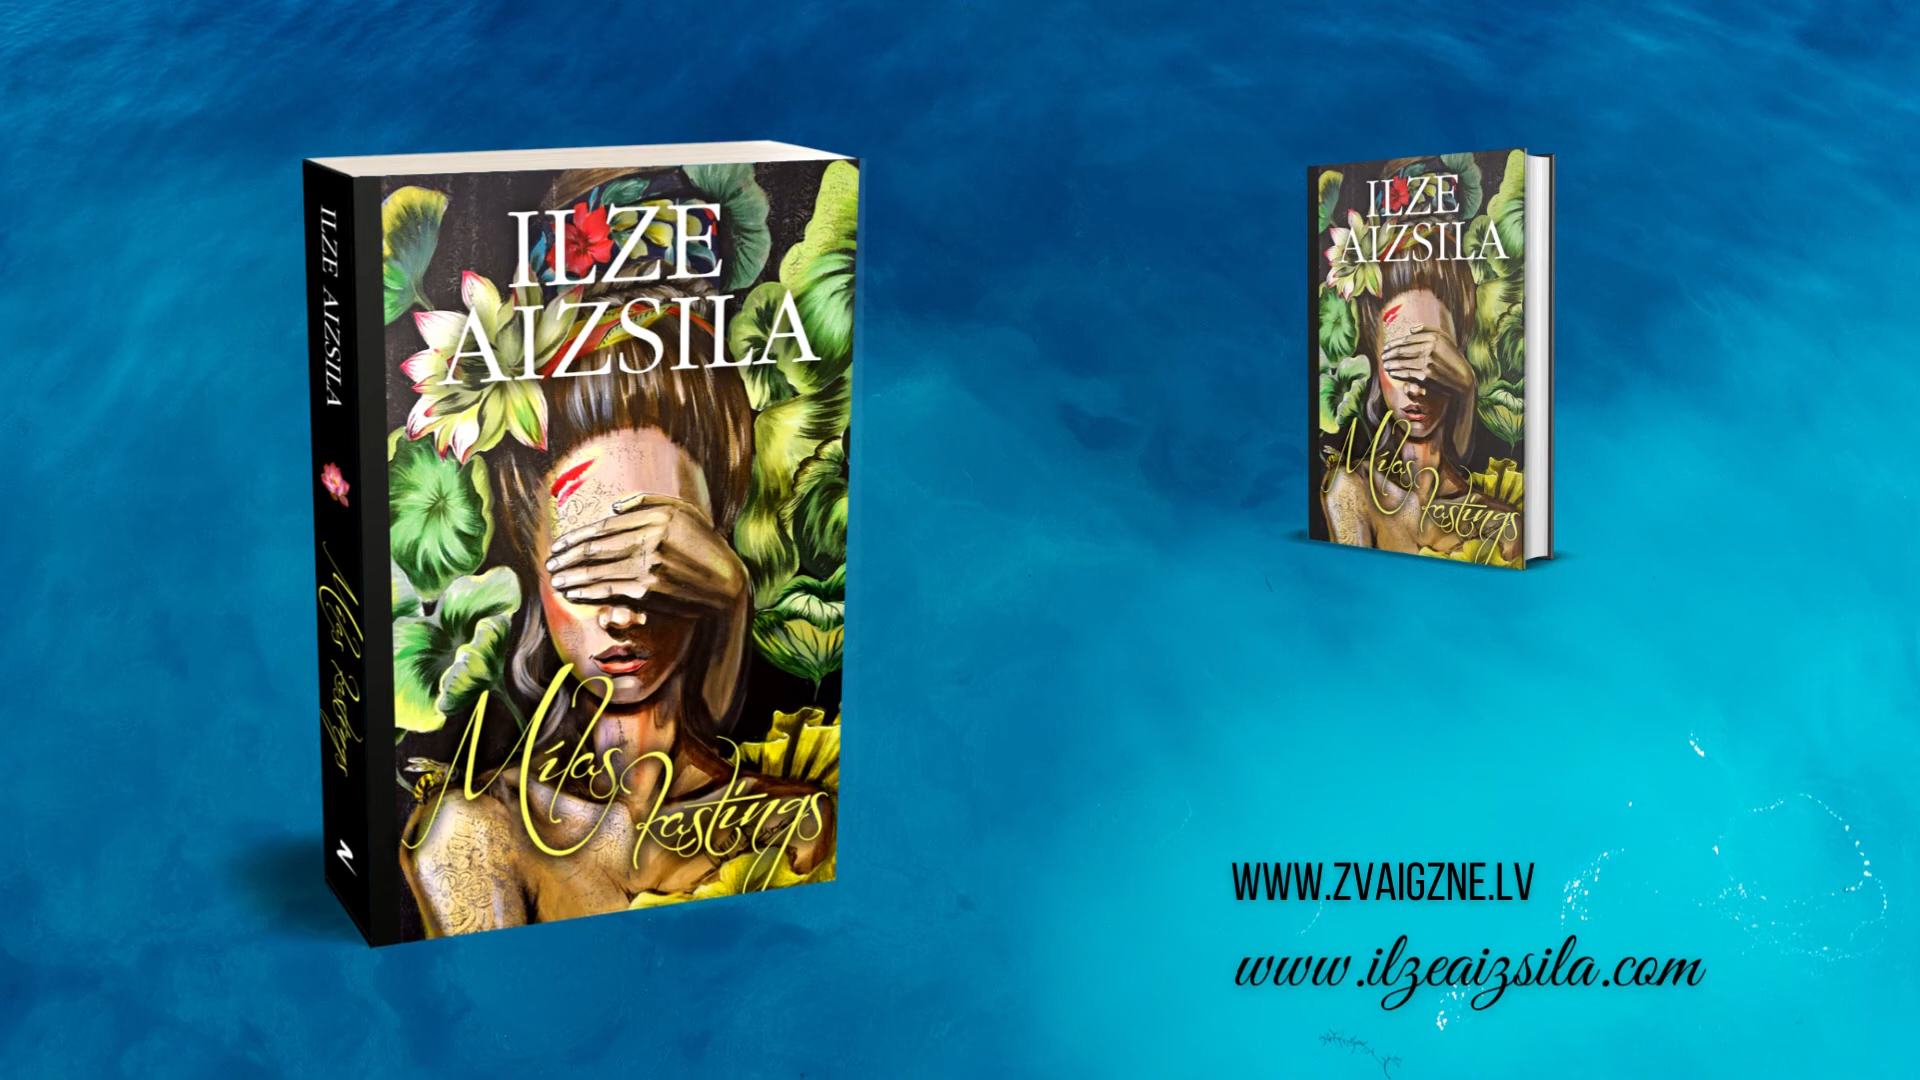 ILZE
AIZSILA
Mīlas
kastings
ILZE AIZSILA
Mīlas kastings
ILZE
AIZSILA
Mīlas
kastings
WWW.ZVAIGZNE.LV
www.ilzeaizsila.com